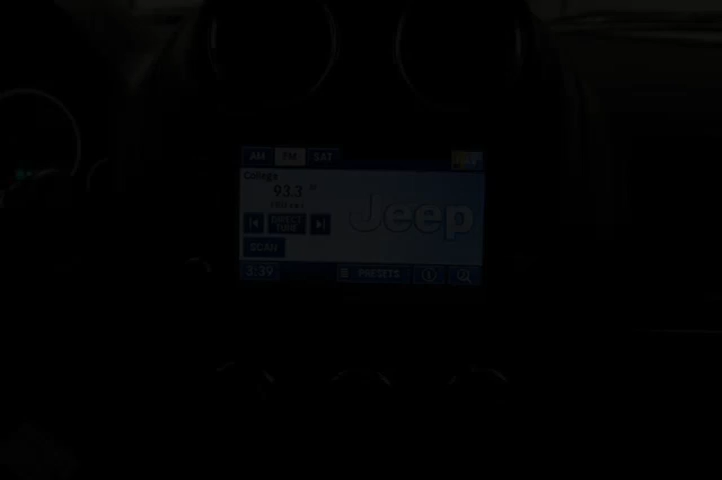 AM FM SAT
College
93.3
Jeep
DIRECT
TUNE
SCAN
3:39 PRESETS